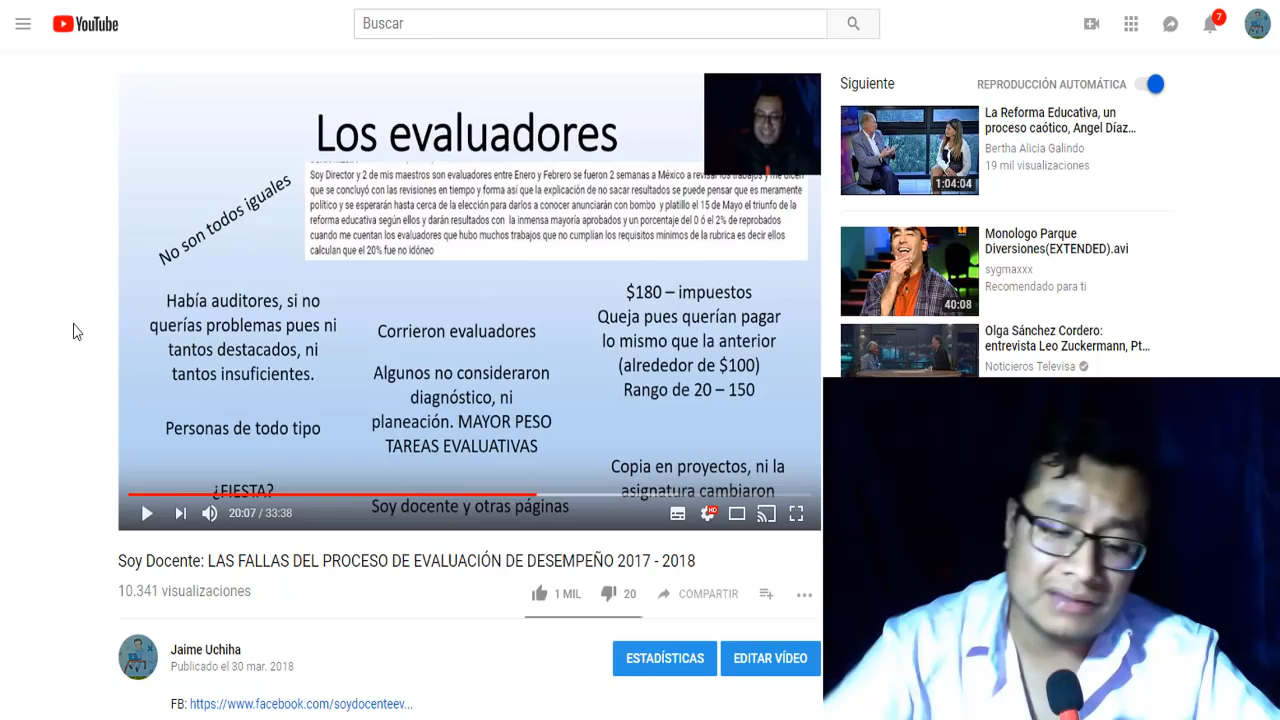 YouTube
Buscar
7
Los evaluadores
No son todos iguales
Soy Director y 2 de mis maestros son evaluadores entre Enero y Febrero se fueron 2 semanas a México a revisar los trabajos y me dicen
que se concluyó con las revisiones en tiempo y forma así que la explicación de no sacar resultados se puede pensar que es meramente
político y se esperarán hasta cerca de la elección para darlos a conocer anunciarán con bombo y platillo el 15 de Mayo el triunfo de la
reforma educativa según ellos y darán resultados con la inmensa mayoría aprobados y un porcentaje del 0 ó el 2% de reprobados
cuando me cuentan los evaluadores que hubo muchos trabajos que no cumplían los requisitos mínimos de la rubrica es decir ellos
calculan que el 20% fue no idóneo
Había auditores, si no
querías problemas pues ni
tantos destacados, ni
tantos insuficientes.
Personas de todo tipo
¿FIESTA?
Corrieron evaluadores
Algunos no consideraron
diagnóstico, ni
planeación. MAYOR PESO
TAREAS EVALUATIVAS
Soy docente y otras páginas
$180 – impuestos
Queja pues querían pagar
lo mismo que la anterior
(alrededor de $100)
Rango de 20 – 150
Copia en proyectos, ni la
asignatura cambiaron
20:07 / 33:38
HD
Soy Docente: LAS FALLAS DEL PROCESO DE EVALUACIÓN DE DESEMPEÑO 2017 - 2018
10.341 visualizaciones
1 MIL
20
COMPARTIR
Jaime Uchiha
Publicado el 30 mar. 2018
ESTADÍSTICAS
EDITAR VÍDEO
FB: https://www.facebook.com/soydocenteev...
Siguiente
REPRODUCCIÓN AUTOMÁTICA
1:04:04
La Reforma Educativa, un
proceso caótico, Angel Díaz...
Bertha Alicia Galindo
19 mil visualizaciones
40:08
Monologo Parque
Diversiones(EXTENDED).avi
sygmaxxx
Recomendado para ti
Olga Sánchez Cordero:
entrevista Leo Zuckermann, Pt...
Noticieros Televisa